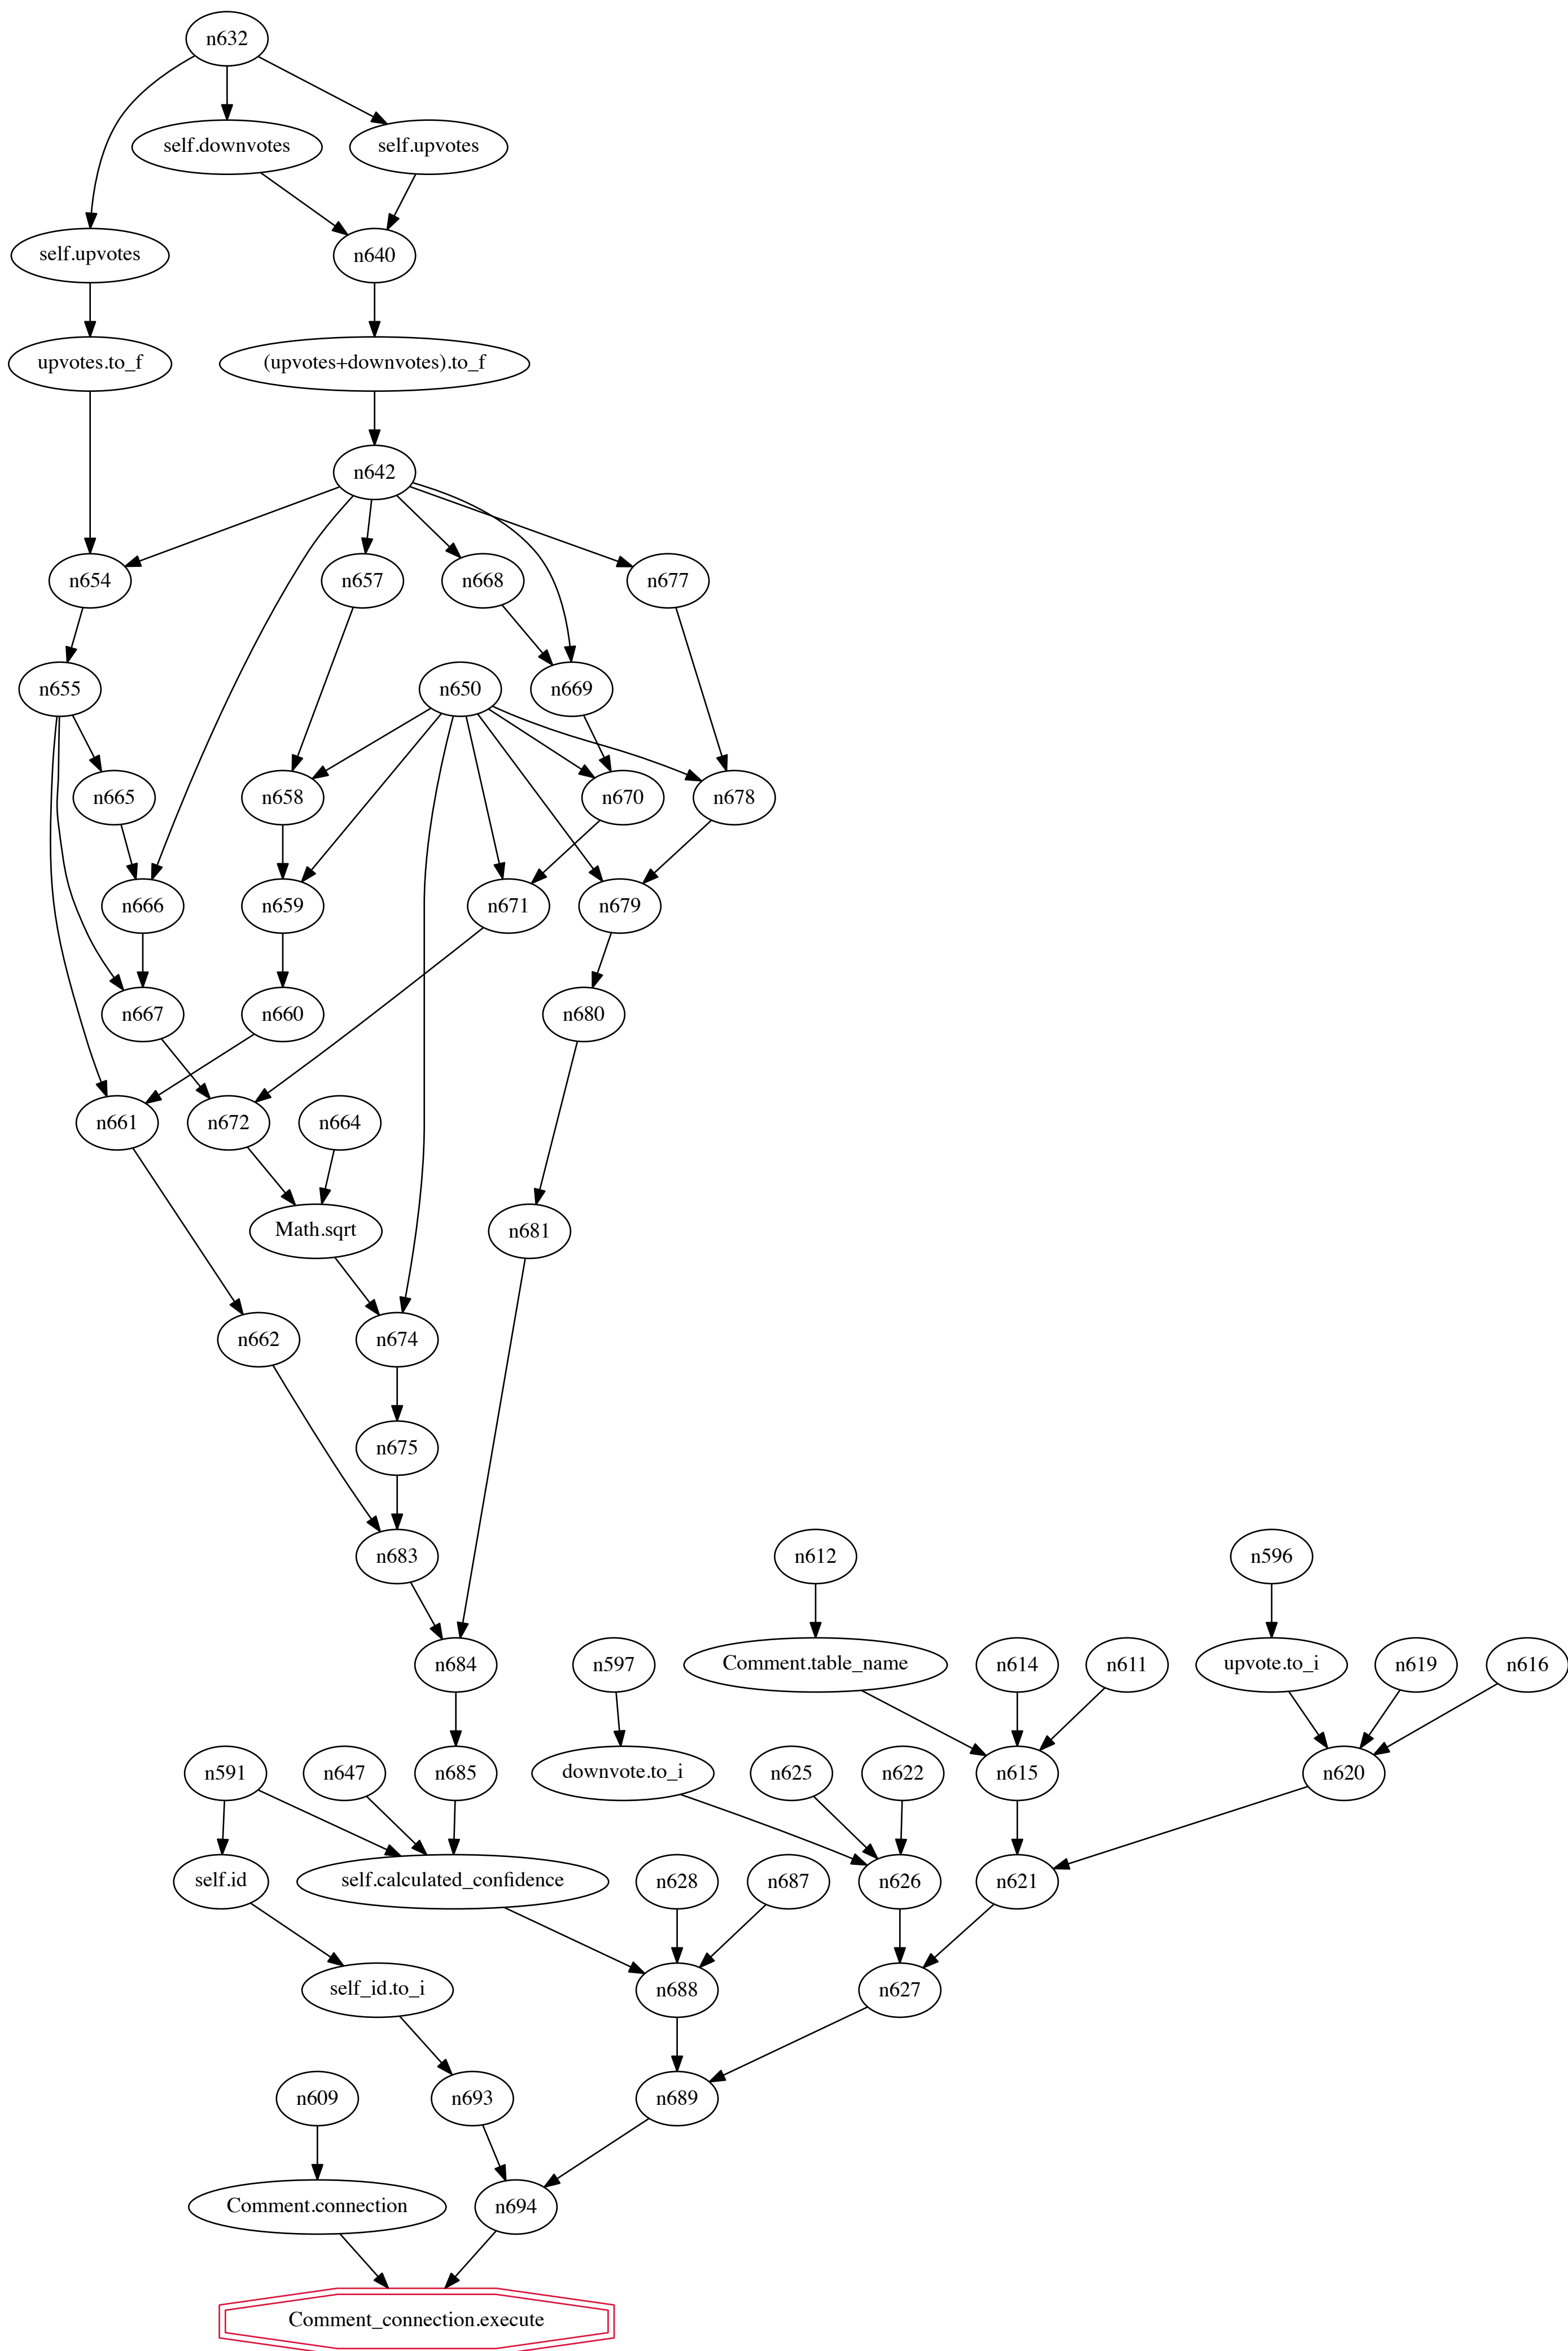 n632
self.downvotes
self.upvotes
self.upvotes
n640
upvotes.to_f
(upvotes+downvotes).to_f
n642
n654
n657
n668
n677
n655
n650
n669
n665
n658
n670
n678
n666
n659
n671
n679
n667
n660
n680
n661
n672
n664
Math.sqrt
n681
n662
n674
n675
n683
n612
n596
n684
n597
Comment.table_name
n614
n611
upvote.to_i
n619
n616
n591
n647
n685
downvote.to_i
n625
n622
n615
n620
self.id
self.calculated_confidence
n628
n687
n626
n621
self_id.to_i
n688
n627
n609
n693
n689
Comment.connection
n694
Comment_connection.execute